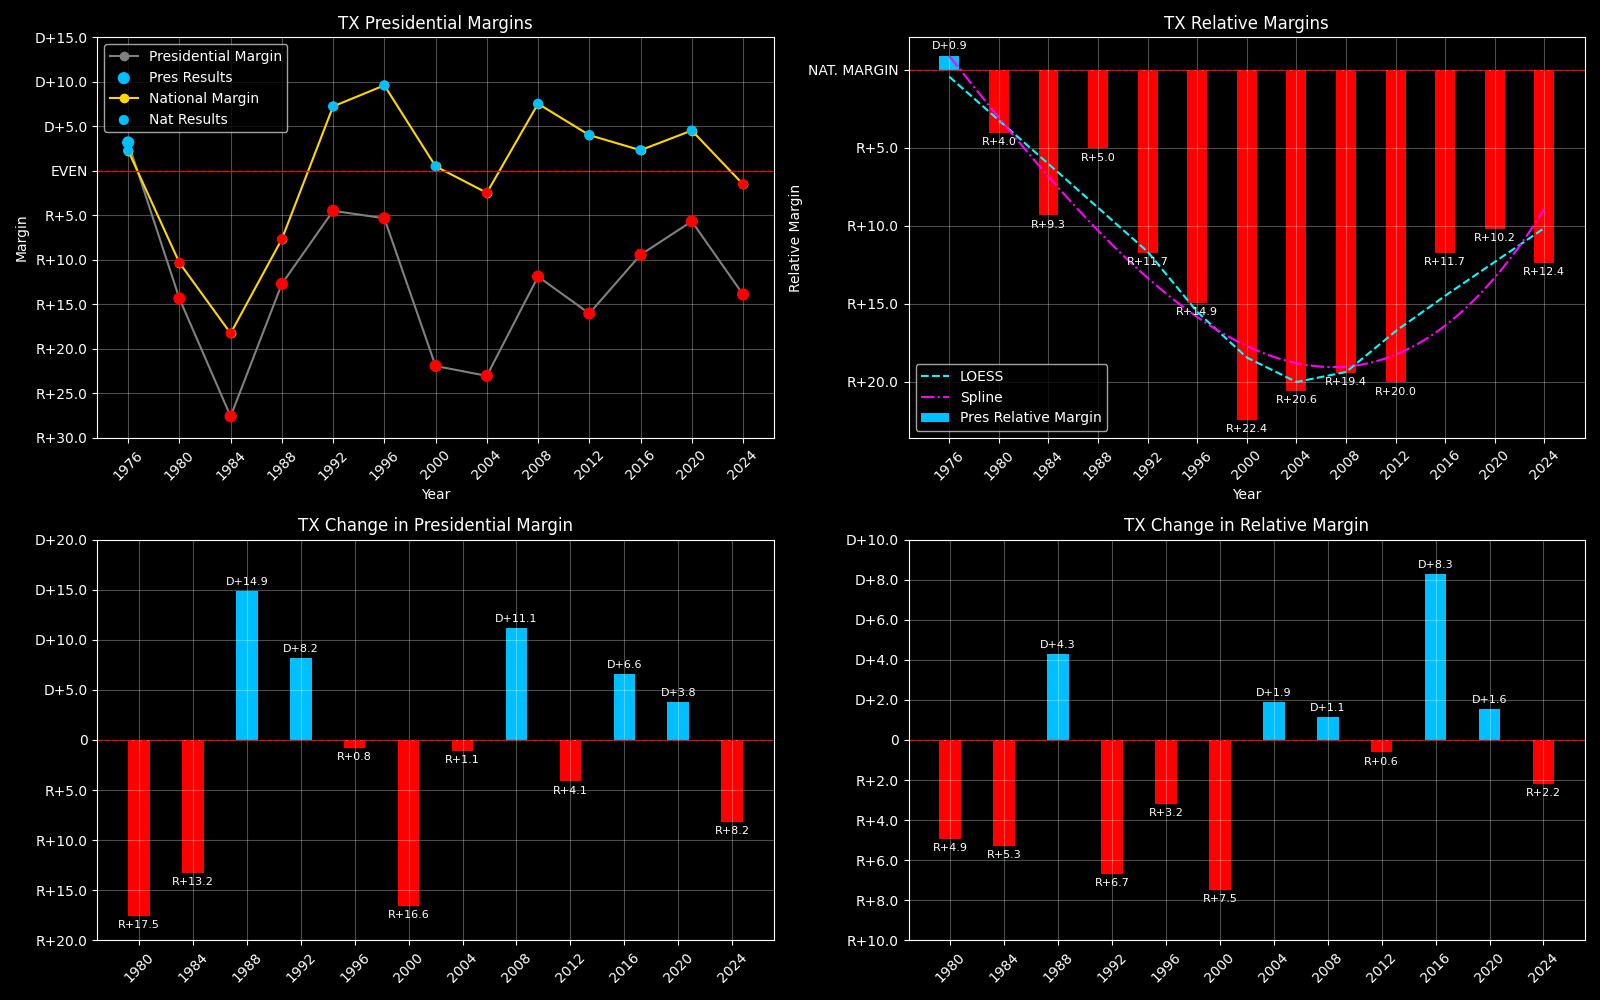 TX Presidential Margins
D+15.0
D+10.0
D+5.0
EVEN
R+5.0
R+10.0
R+15.0
R+20.0
R+25.0
R+30.0
Margin
Presidential Margin
Pres Results
National Margin
Nat Results
1976
1980
1984
1988
1992
1996
2000
2004
2008
2012
2016
2020
2024
Year
TX Relative Margins
NAT. MARGIN
R+5.0
R+10.0
R+15.0
R+20.0
Relative Margin
D+0.9
R+4.0
R+9.3
R+5.0
R+11.7
R+14.9
R+22.4
R+20.6
R+19.4
R+20.0
R+11.7
R+10.2
R+12.4
LOESS
Spline
Pres Relative Margin
1976
1980
1984
1988
1992
1996
2000
2004
2008
2012
2016
2020
2024
Year
TX Change in Presidential Margin
D+20.0
D+15.0
D+10.0
D+5.0
0
R+5.0
R+10.0
R+15.0
R+20.0
R+17.5
R+13.2
D+14.9
D+8.2
R+0.8
R+16.6
R+1.1
D+11.1
R+4.1
D+6.6
D+3.8
R+8.2
1980
1984
1988
1992
1996
2000
2004
2008
2012
2016
2020
2024
TX Change in Relative Margin
D+10.0
D+8.0
D+6.0
D+4.0
D+2.0
0
R+2.0
R+4.0
R+6.0
R+8.0
R+10.0
R+4.9
R+5.3
D+4.3
R+6.7
R+3.2
R+7.5
D+1.9
D+1.1
R+0.6
D+8.3
D+1.6
R+2.2
1980
1984
1988
1992
1996
2000
2004
2008
2012
2016
2020
2024